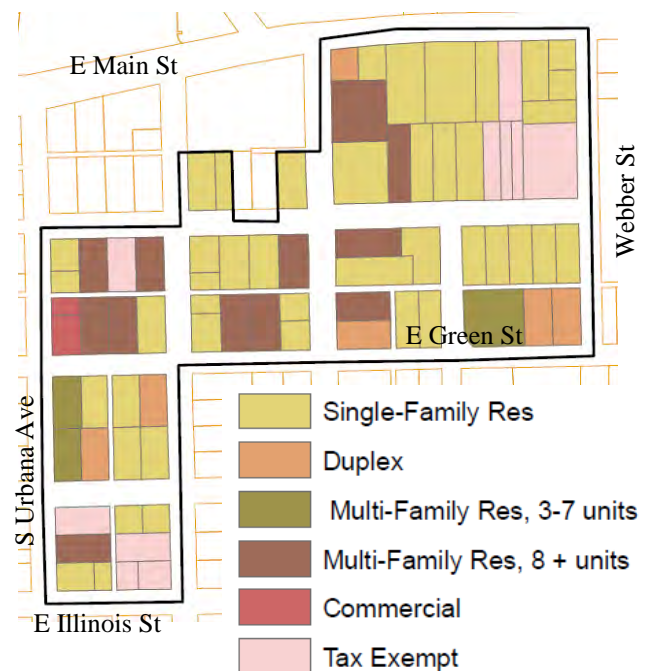 E Main St
Webber St
E Green St
S Urbana Ave
Single-Family Res
Duplex
Multi-Family Res, 3-7 units
Multi-Family Res, 8 + units
Commercial
E Illinois St
Tax Exempt